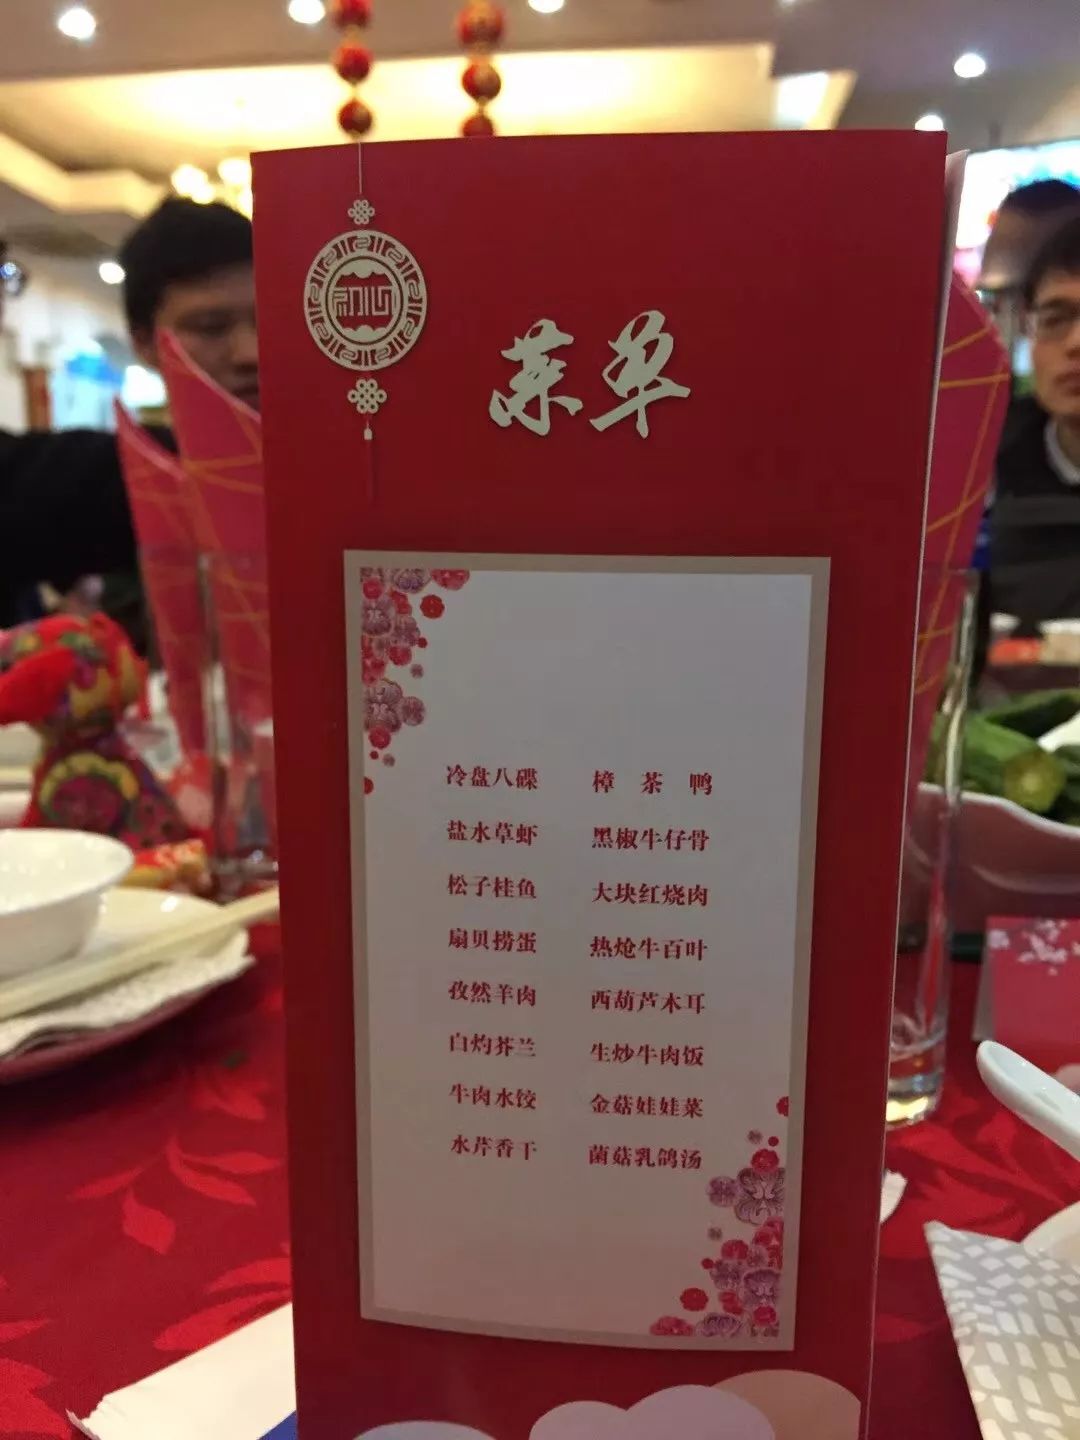 初心
菜单
冷盘八碟 樟茶鸭
盐水草虾 黑椒牛仔骨
松子桂鱼 大块红烧肉
扇贝捞蛋 热炝牛百叶
孜然羊肉 西葫芦木耳
白灼芥兰 生炒牛肉饭
牛肉水饺 金菇娃娃菜
水芹香干 菌菇乳鸽汤